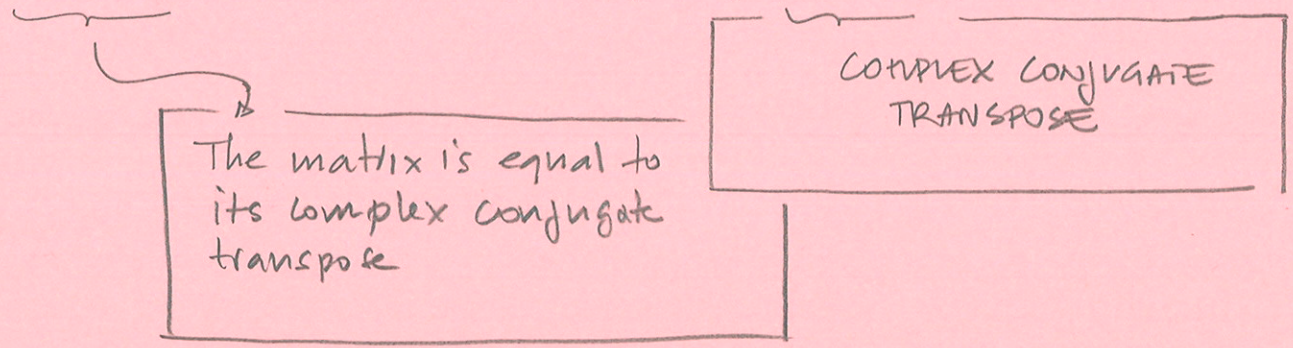 COMPLEX CONJUGATE
TRANSPOSE
The matrix is equal to
its complex conjugate
transpose